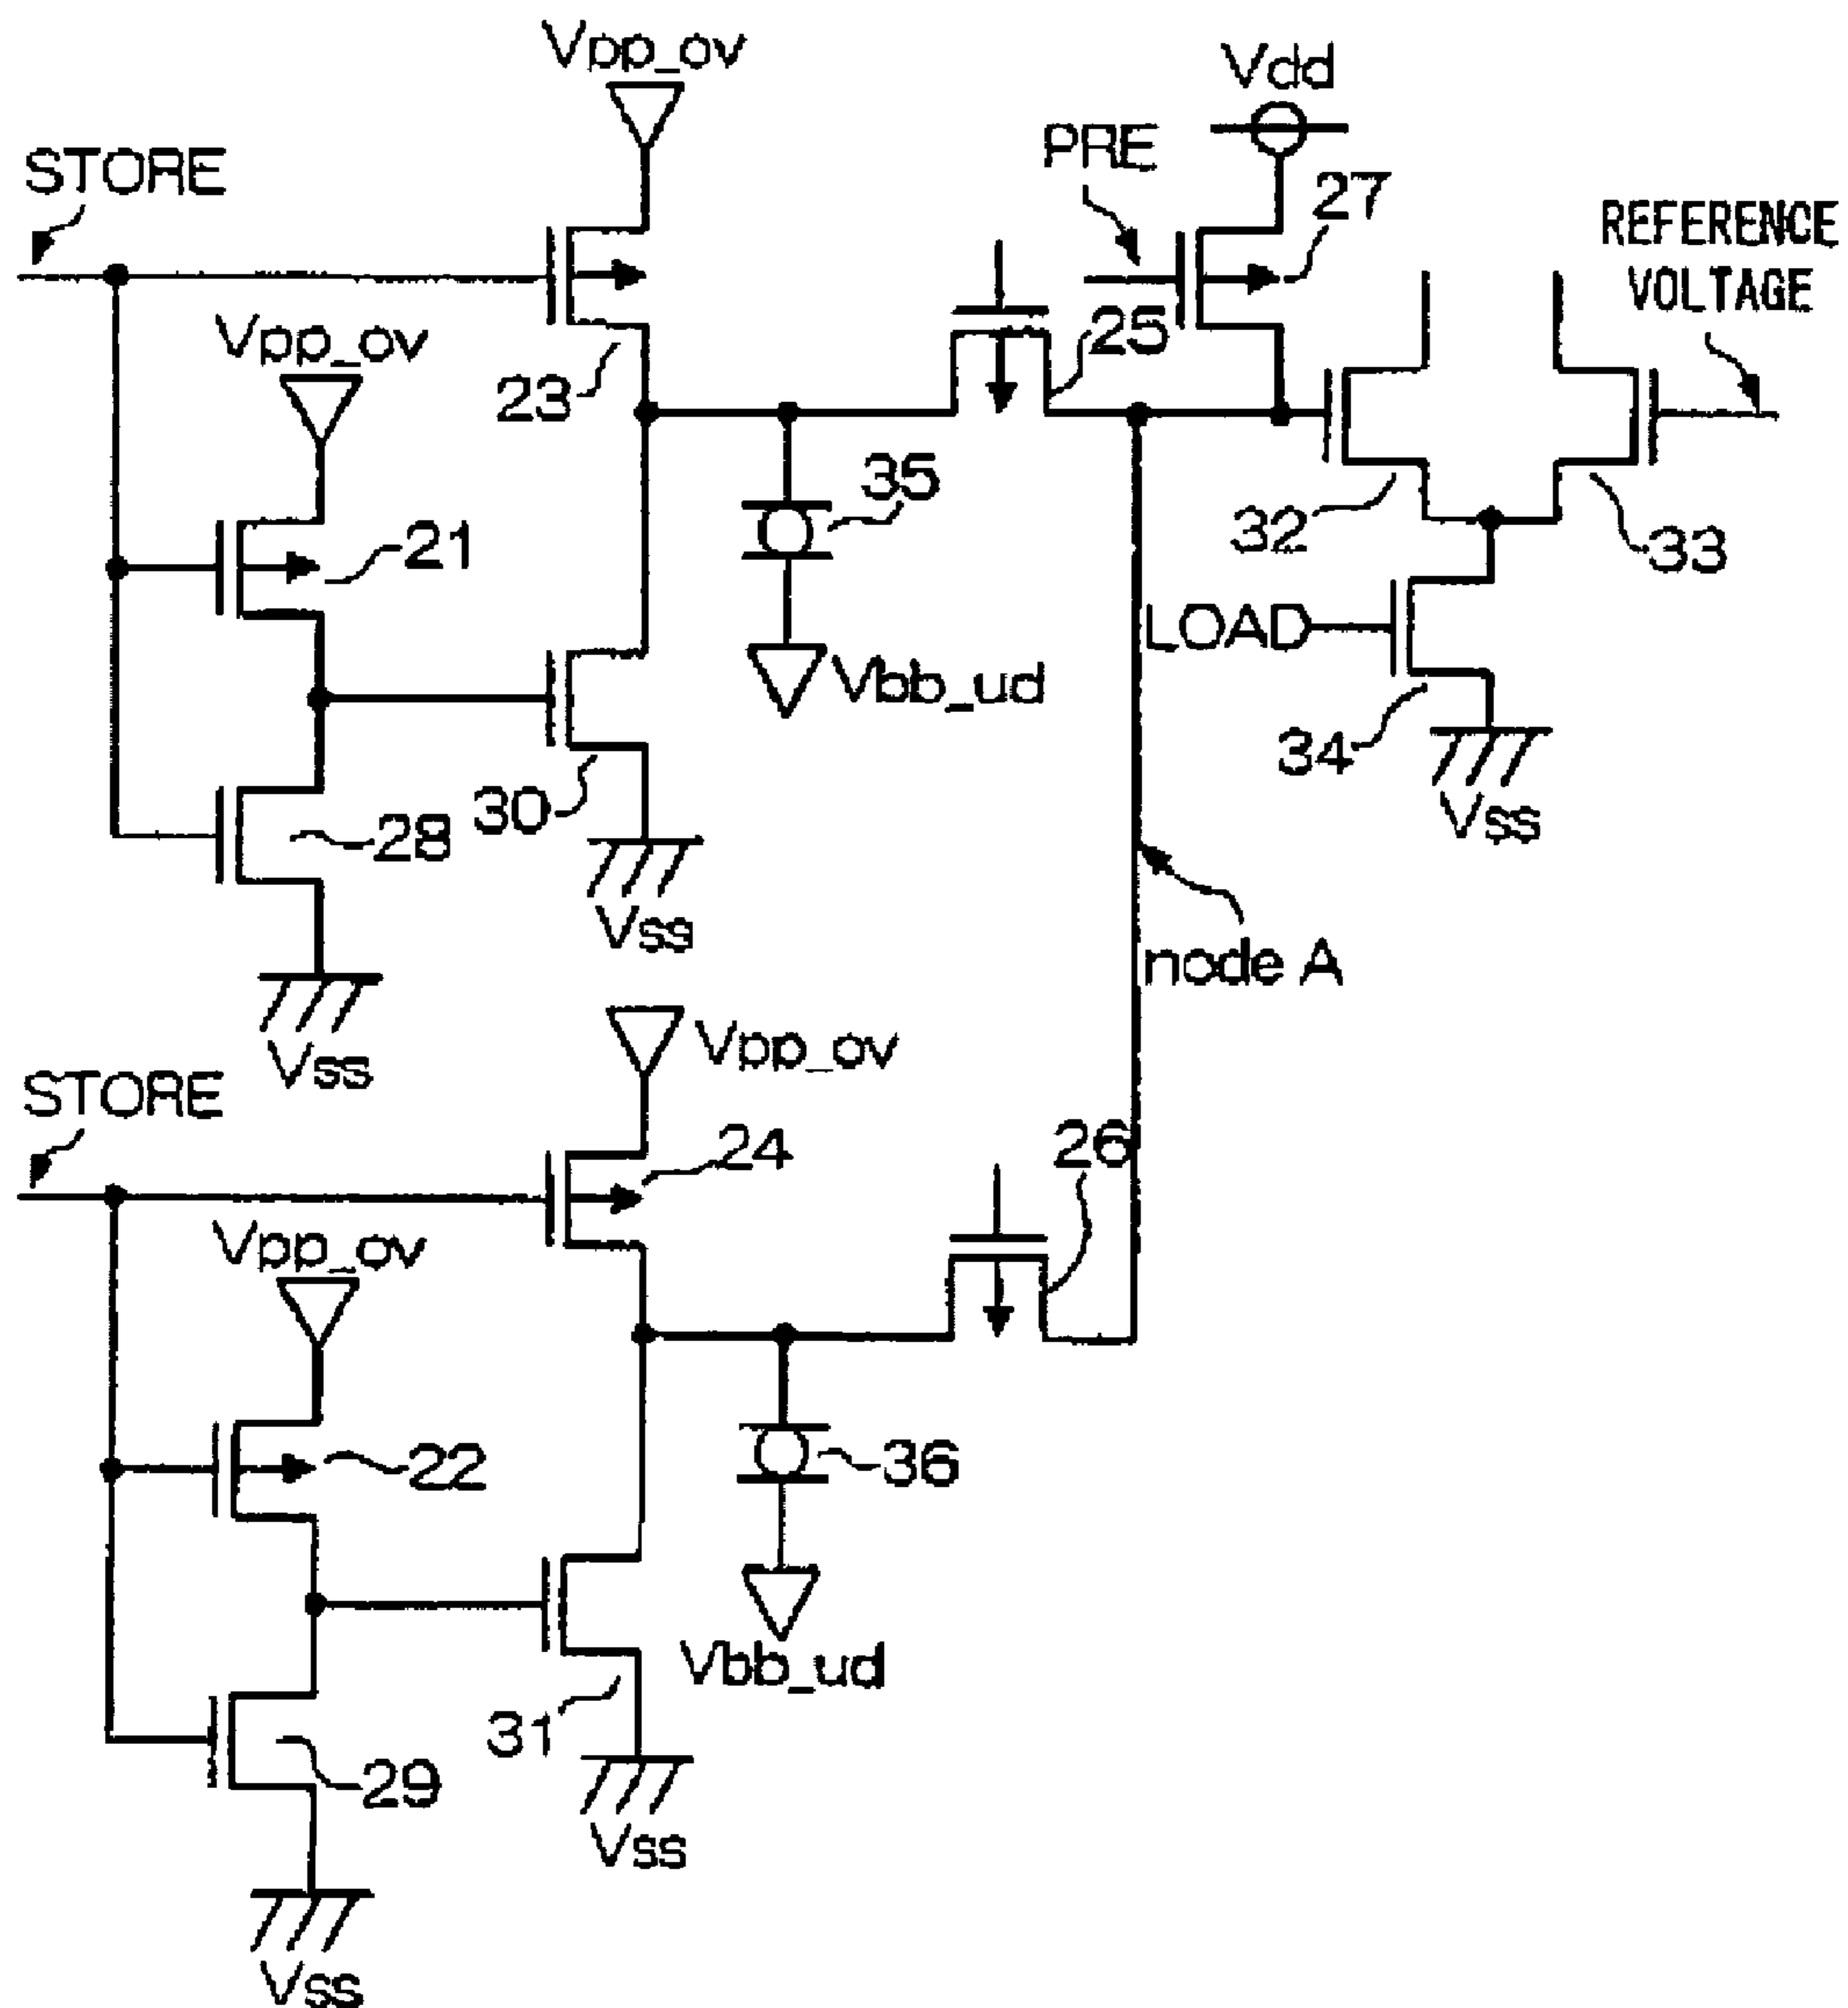 Vpp_ov
Vdd
STORE
PRE
27
REFERENCE
VOLTAGE
Vpp_ov
23
25
35
21
32
33
LOAD
Vbb_ud
34
30
28
Vss
Vss
node A
Vss
Vpp_ov
STORE
24
26
Vpp_ov
22
36
Vbb_ud
31
29
Vss
Vss